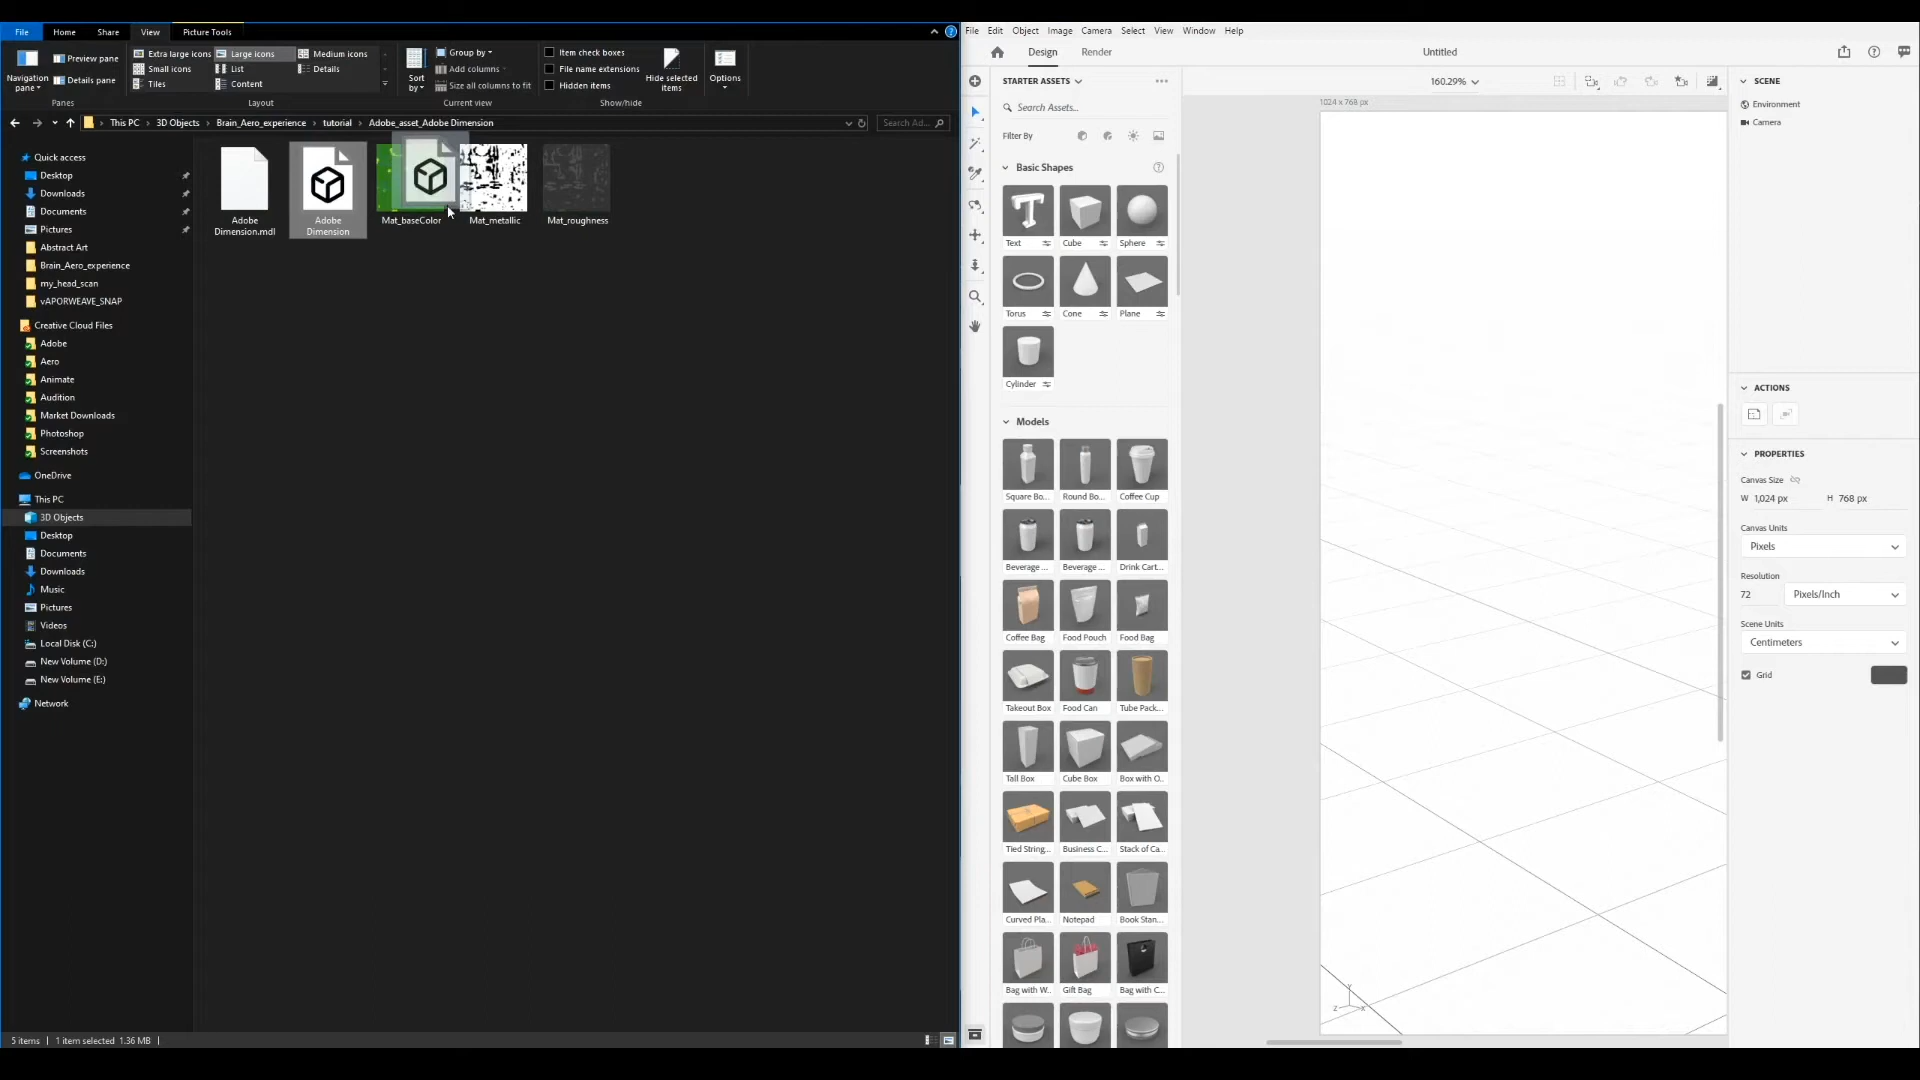 File Home Share View Picture Tools
Extra large icons Large icons Medium icons
Small icons List Details
Tiles Content
Navigation pane
Preview pane
Details pane
Sort by
Group by
Add columns
Size all columns to fit
Item check boxes
File name extensions
Hidden items
Hide selected items
Options
Panes Layout Current view Show/hide
This PC > 3D Objects > Brain_Aero_experience > tutorial > Adobe_asset_Adobe Dimension
Search Ad...
Quick access
Desktop
Downloads
Documents
Pictures
Abstract Art
Brain_Aero_experience
my_head_scan
vAPORWEAVE_SNAP
Creative Cloud Files
Adobe
Aero
Animate
Audition
Market Downloads
Photoshop
Screenshots
OneDrive
This PC
3D Objects
Desktop
Documents
Downloads
Music
Pictures
Videos
Local Disk (C:)
New Volume (D:)
New Volume (E:)
Network
Adobe Dimension.mdl
Adobe Dimension
Mat_baseColor
Mat_metallic
Mat_roughness
5 items | 1 item selected 1.36 MB |
File Edit Object Image Camera Select View Window Help
Design Render
Untitled
STARTER ASSETS
Search Assets...
Filter By
Basic Shapes
Text Cube Sphere
Torus Cone Plane
Cylinder
Models
Square Bo... Round Bo... Coffee Cup
Beverage ... Beverage ... Drink Cart...
Coffee Bag Food Pouch Food Bag
Takeout Box Food Can Tube Pack...
Tall Box Cube Box Box with O..
Tied String... Business C... Stack of Ca...
Curved Pla... Notepad Book Stan...
Bag with W.. Gift Bag Bag with C...
160.29%
1024 x 768 px
Y
Z X
SCENE
Environment
Camera
ACTIONS
PROPERTIES
Canvas Size
W 1,024 px H 768 px
Canvas Units
Pixels
Resolution
72 Pixels/Inch
Scene Units
Centimeters
Grid